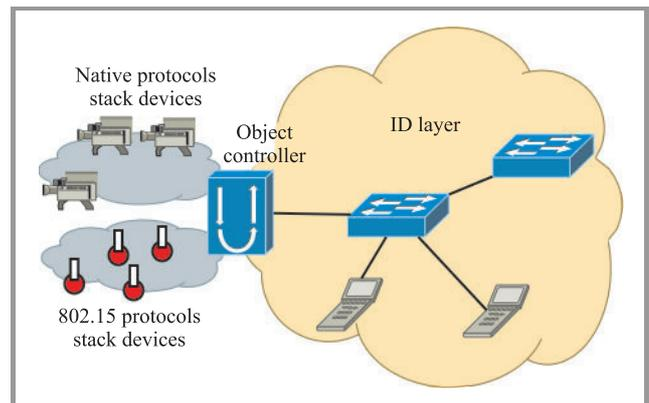 Native protocols
stack devices
Object
controller
ID layer
802.15 protocols
stack devices